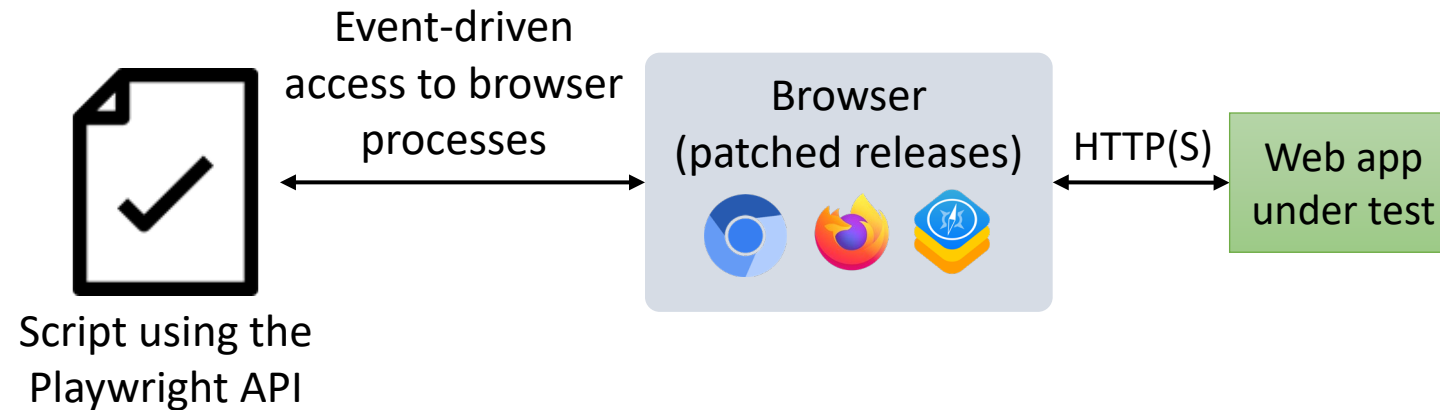 Event-driven
access to browser
processes
Script using the
Playwright API
Browser
(patched releases)
HTTP(S)
Web app
under test